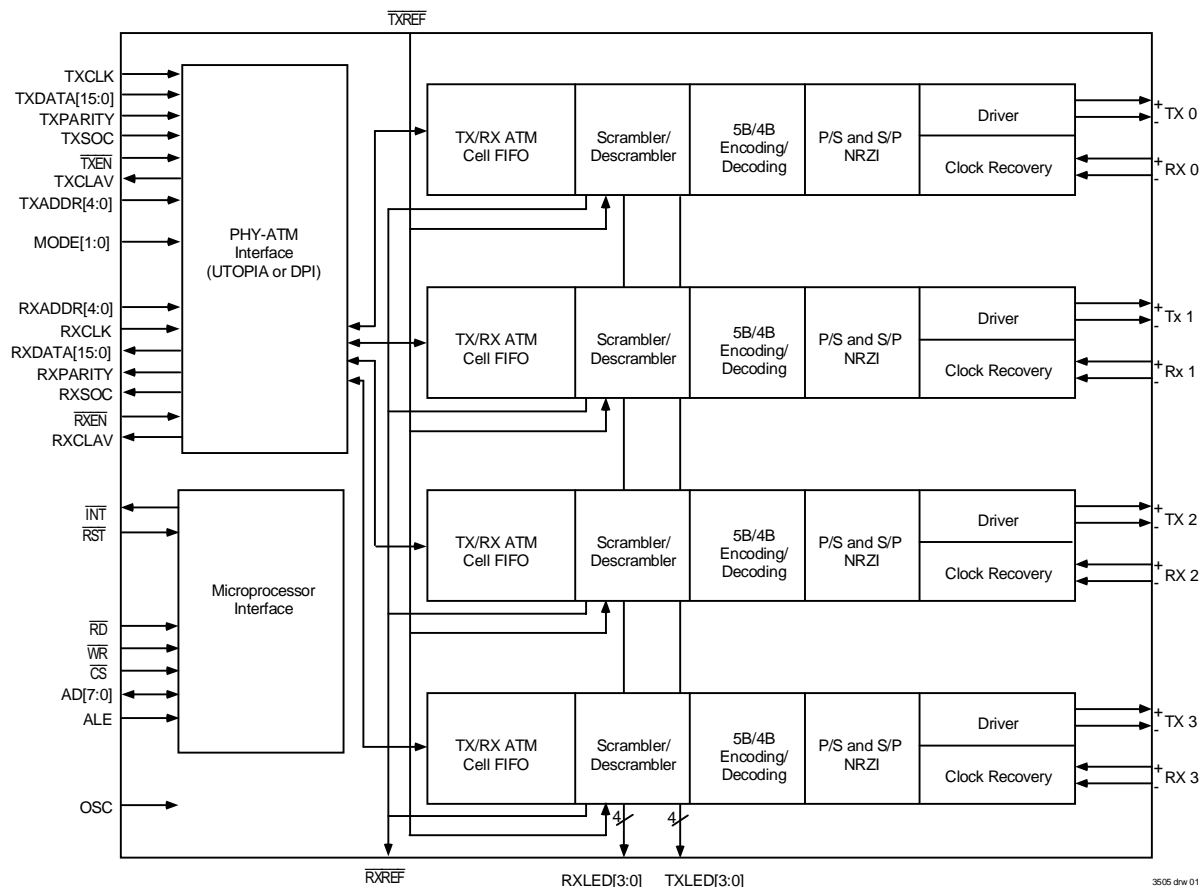 TXREF
TXCLK
TXDATA[15:0]
TXPARITY
TXSOC
TXEN
TXCLAV
TXADDR[4:0]
MODE[1:0]
RXADDR[4:0]
RXCLK
RXDATA[15:0]
RXPARITY
RXSOC
RXEN
RXCLAV
INT
RST
RD
WR
CS
AD[7:0]
ALE
OSC
PHY-ATM
Interface
(UTOPIA or DPI)
Microprocessor
Interface
TX/RX ATM
Cell FIFO
Scrambler/
Descrambler
5B/4B
Encoding/
Decoding
P/S and S/P
NRZI
Driver
Clock Recovery
+
-
TX 0
+
-
RX 0
TX/RX ATM
Cell FIFO
Scrambler/
Descrambler
5B/4B
Encoding/
Decoding
P/S and S/P
NRZI
Driver
Clock Recovery
+
-
Tx 1
+
-
Rx 1
TX/RX ATM
Cell FIFO
Scrambler/
Descrambler
5B/4B
Encoding/
Decoding
P/S and S/P
NRZI
Driver
Clock Recovery
+
-
TX 2
+
-
RX 2
TX/RX ATM
Cell FIFO
Scrambler/
Descrambler
5B/4B
Encoding/
Decoding
P/S and S/P
NRZI
Driver
Clock Recovery
+
-
TX 3
+
-
RX 3
4
4
RXREF
RXLED[3:0]
TXLED[3:0]
3505 drw 01